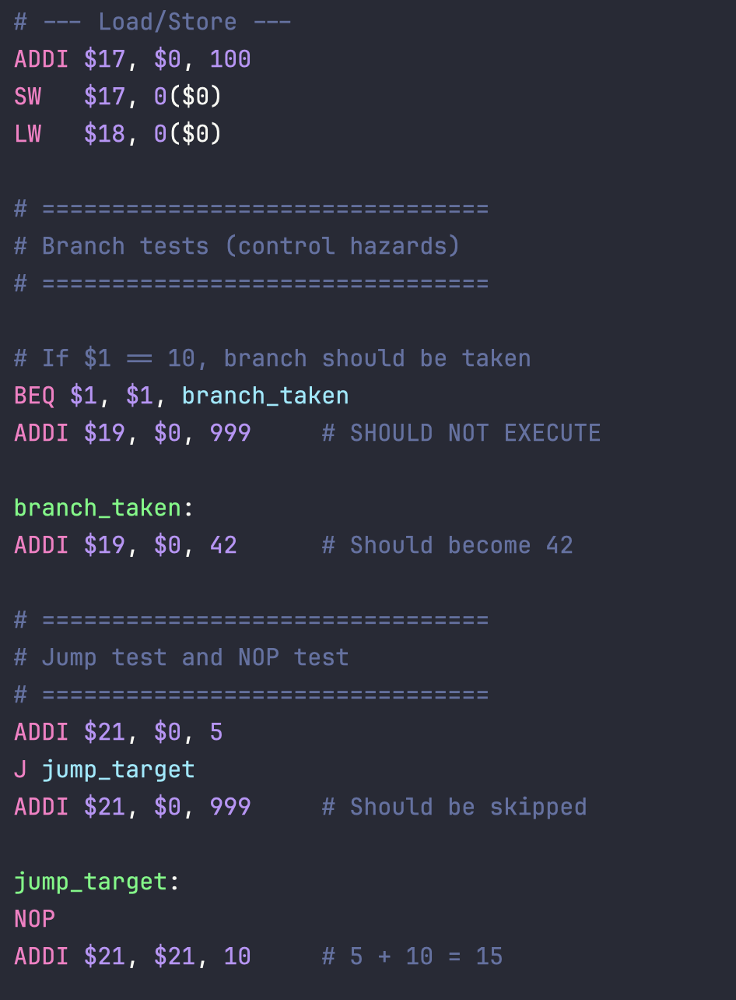 # --- Load/Store ---
ADDI $17, $0, 100
SW   $17, 0($0)
LW   $18, 0($0)
# ================================
# Branch tests (control hazards)
# ================================
# If $1 == 10, branch should be taken
BEQ $1, $1, branch_taken
ADDI $19, $0, 999     # SHOULD NOT EXECUTE
branch_taken:
ADDI $19, $0, 42      # Should become 42
# ================================
# Jump test and NOP test
# ================================
ADDI $21, $0, 5
J jump_target
ADDI $21, $0, 999     # Should be skipped
jump_target:
NOP
ADDI $21, $21, 10     # 5 + 10 = 15